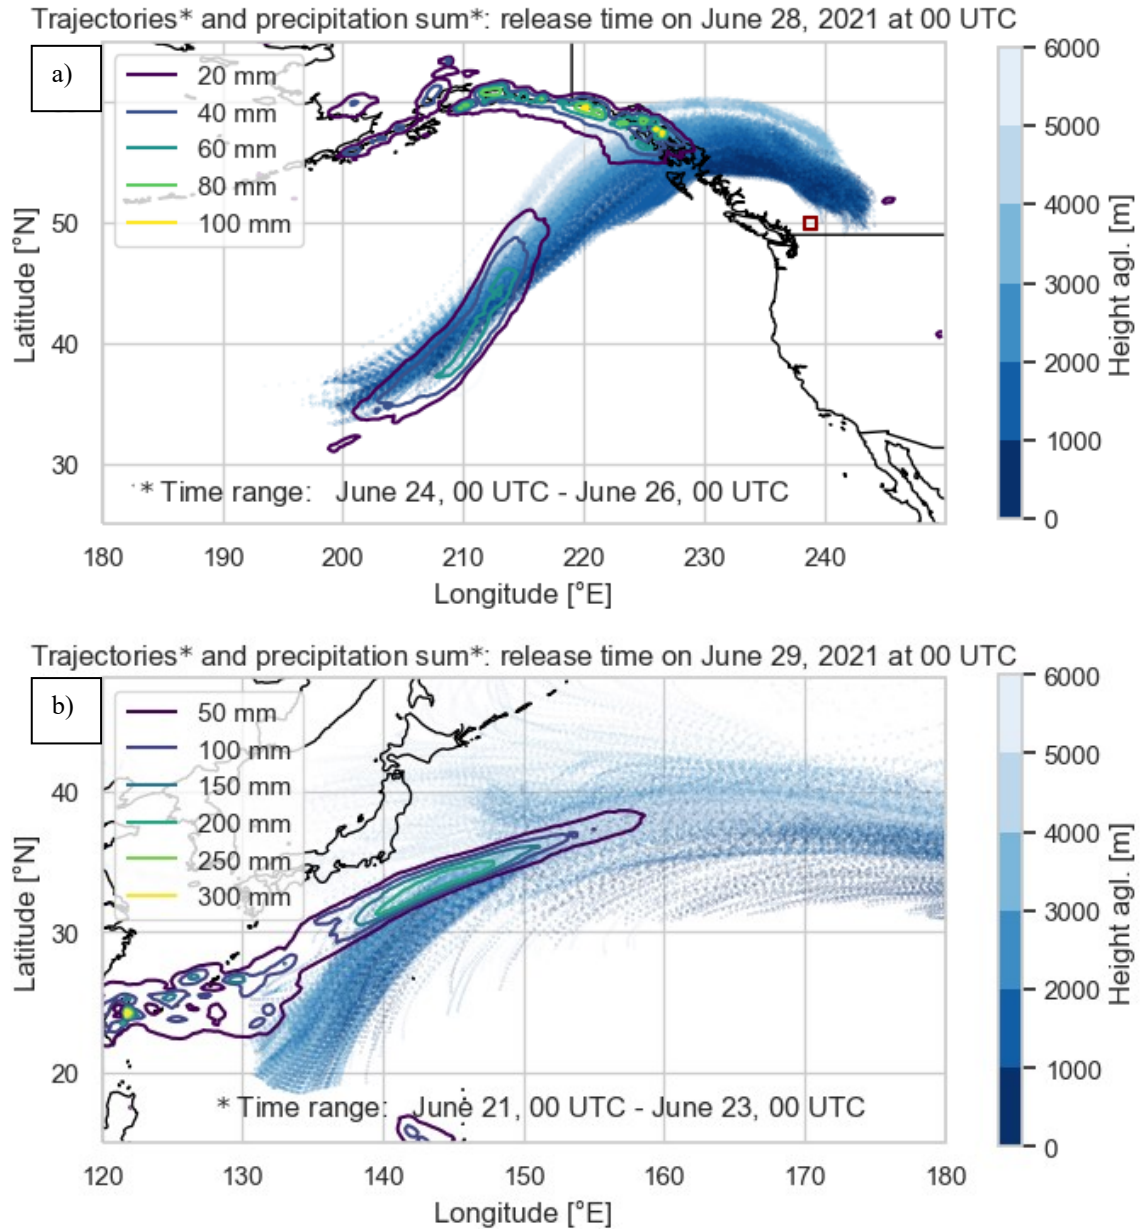 Trajectories* and precipitation sum*: release time on June 28, 2021 at 00 UTC
a)
20 mm
40 mm
60 mm
80 mm
100 mm
50
40
30
Latitude [°N]
* Time range: June 24, 00 UTC - June 26, 00 UTC
180 190 200 210 220 230 240
Longitude [°E]
6000
5000
4000
3000
2000
1000
0
Height agl. [m]
Trajectories* and precipitation sum*: release time on June 29, 2021 at 00 UTC
b)
50 mm
100 mm
150 mm
200 mm
250 mm
300 mm
40
30
20
Latitude [°N]
* Time range: June 21, 00 UTC - June 23, 00 UTC
120 130 140 150 160 170 180
Longitude [°E]
6000
5000
4000
3000
2000
1000
0
Height agl. [m]